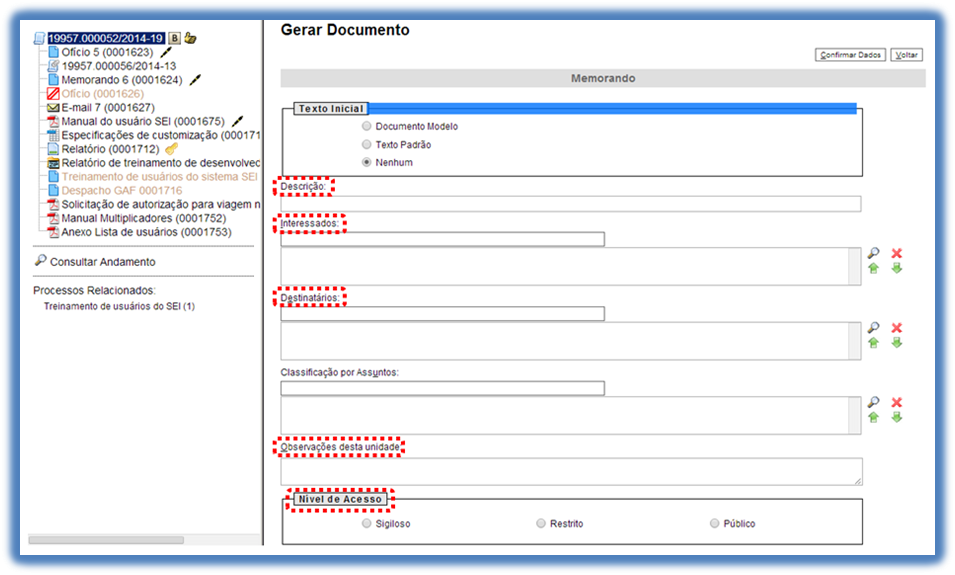 19957.000052/2014-19 B
Ofício 5 (0001623)
19957.000056/2014-13
Memorando 6 (0001624)
Ofício (0001626)
E-mail 7 (0001627)
Manual do usuário SEI (0001675)
Especificações de customização (000171
Relatório (0001712)
Relatório de treinamento de desenvolvec
Treinamento de usuários do sistema SEI
Despacho GAF 0001716
Solicitação de autorização para viagem n
Manual Multiplicadores (0001752)
Anexo Lista de usuários (0001753)
Consultar Andamento
Processos Relacionados:
Treinamento de usuários do SEI (1)
Gerar Documento
Confirmar Dados
Voltar
Memorando
Texto Inicial
Documento Modelo
Texto Padrão
Nenhum
Descrição:
Interessados:
Destinatários:
Classificação por Assuntos:
Observações desta unidade
Nível de Acesso
Sigiloso
Restrito
Público